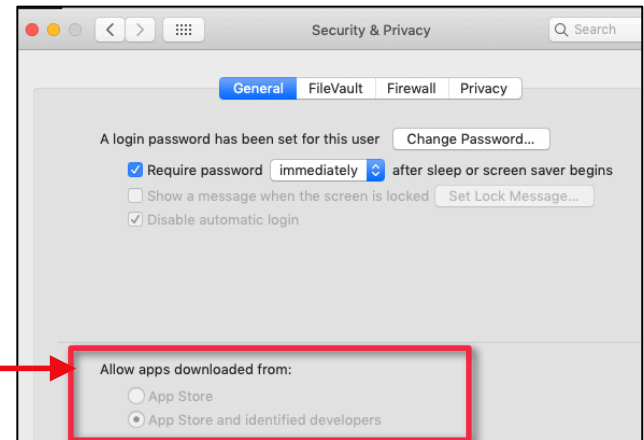 Security & Privacy
Search
General FileVault Firewall Privacy
A login password has been set for this user Change Password...
Require password immediately after sleep or screen saver begins
Show a message when the screen is locked Set Lock Message...
Disable automatic login
Allow apps downloaded from:
App Store
App Store and identified developers